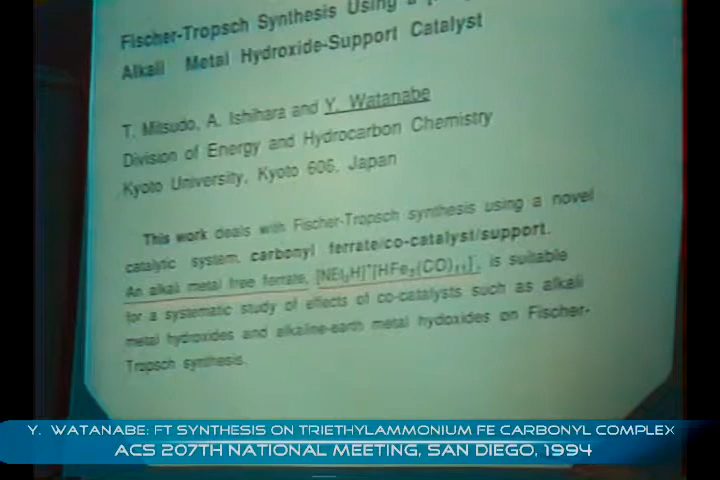 Fischer-Tropsch Synthesis Using a
Alkali Metal Hydroxide-Support Catalyst
T. Mitsudo, A. Ishihara and Y. Watanabe
Division of Energy and Hydrocarbon Chemistry
Kyoto University, Kyoto 606, Japan
This work deals with Fischer-Tropsch synthesis using a novel
catalytic system, carbonyl ferrate/co-catalyst/support.
An alkali metal free ferrate, [NEt₃H]⁺[HFe₃(CO)₁₁]⁻, is suitable
for a systematic study of effects of co-catalysts such as alkali
metal hydroxides and alkaline-earth metal hydoxides on Fischer-
Tropsch synthesis.
Y. WATANABE: FT SYNTHESIS ON TRIETHYLAMMONIUM FE CARBONYL COMPLEX
ACS 207TH NATIONAL MEETING, SAN DIEGO, 1994